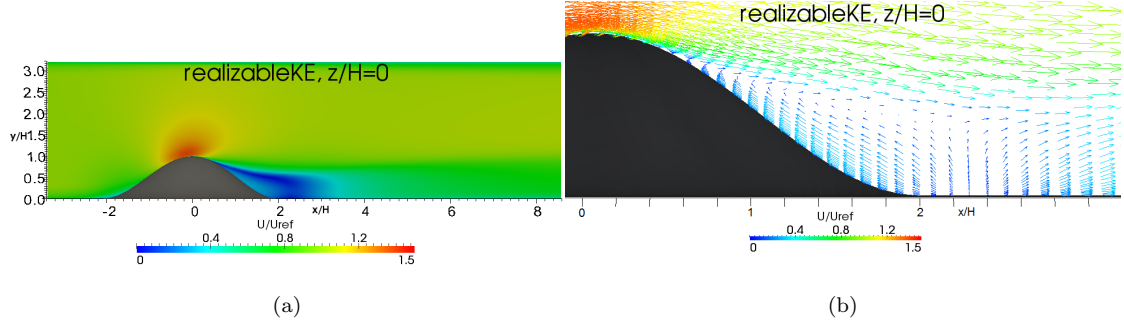 realizableKE, z/H=0
3.0
2.5
2.0
y/H
1.5
1.0
0.5
0.0
-2 0 2 x/H 4 6 8
U/Uref
0.4 0.8 1.2
0 1.5
(a)
realizableKE, z/H=0
0 1 2 x/H
U/Uref
0.4 0.8 1.2
0 1.5
(b)